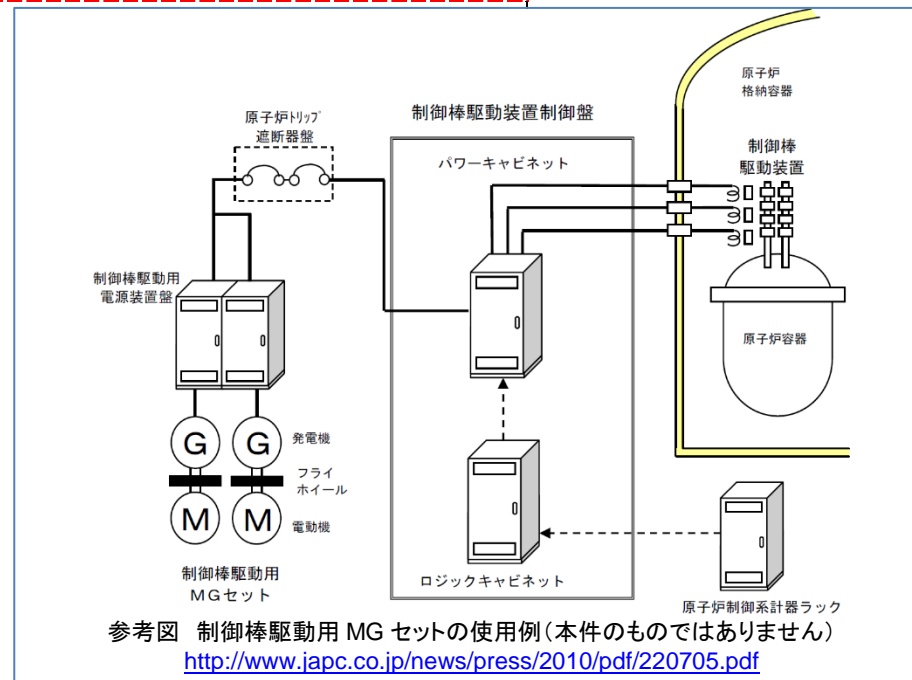 原子炉トリップ
遮断器盤
制御棒駆動装置制御盤
パワーキャビネット
原子炉
格納容器
制御棒
駆動装置
制御棒駆動用
電源装置盤
原子炉容器
G
G
発電機
フライ
ホイール
M
M
電動機
制御棒駆動用
MGセット
ロジックキャビネット
原子炉制御系計器ラック
参考図 制御棒駆動用 MG セットの使用例(本件のものではありません)
http://www.japc.co.jp/news/press/2010/pdf/220705.pdf